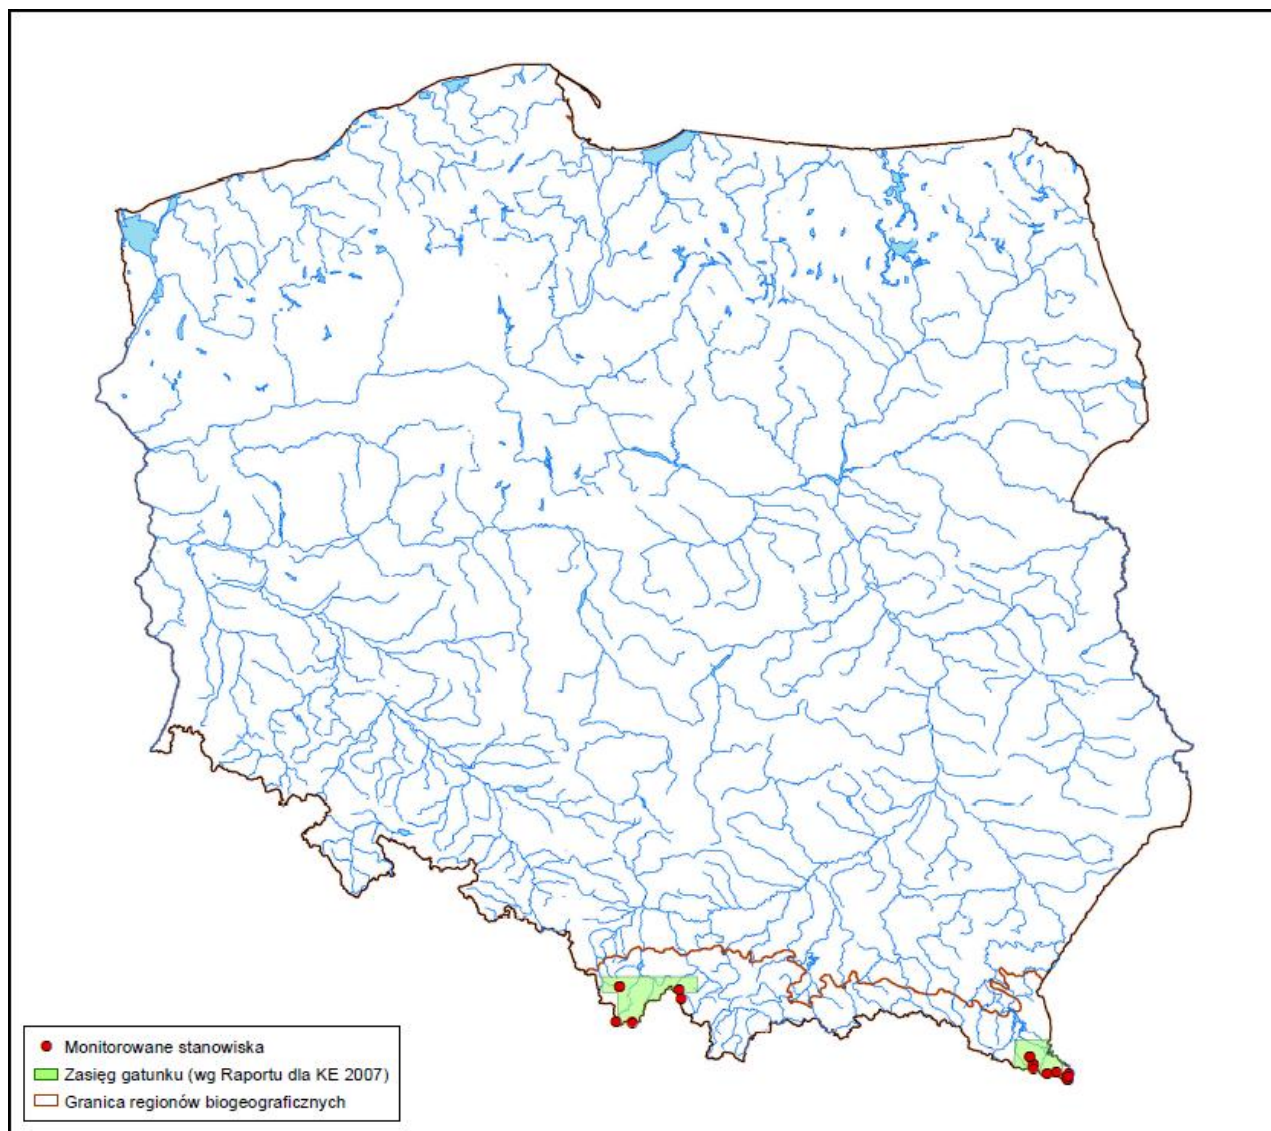 Monitorowane stanowiska
Zasięg gatunku (wg Raportu dla KE 2007)
Granica regionów biogeograficznych